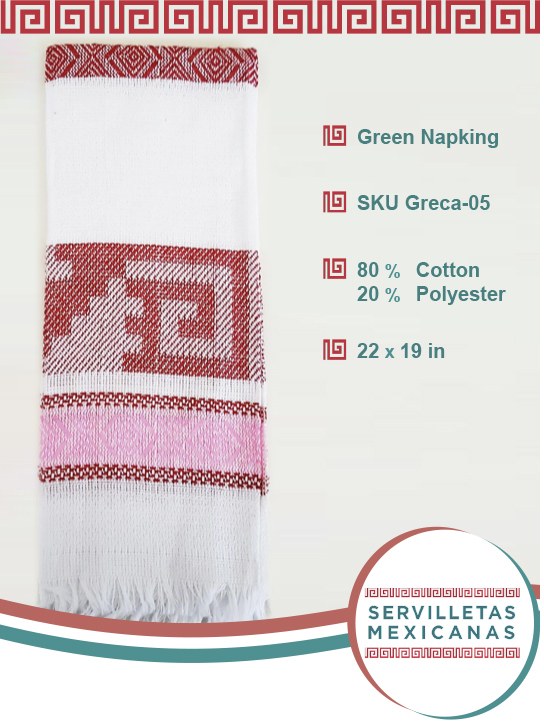 Green Napking
SKU Greca-05
80 % Cotton
20 % Polyester
22 x 19 in
SERVILLETAS
MEXICANAS